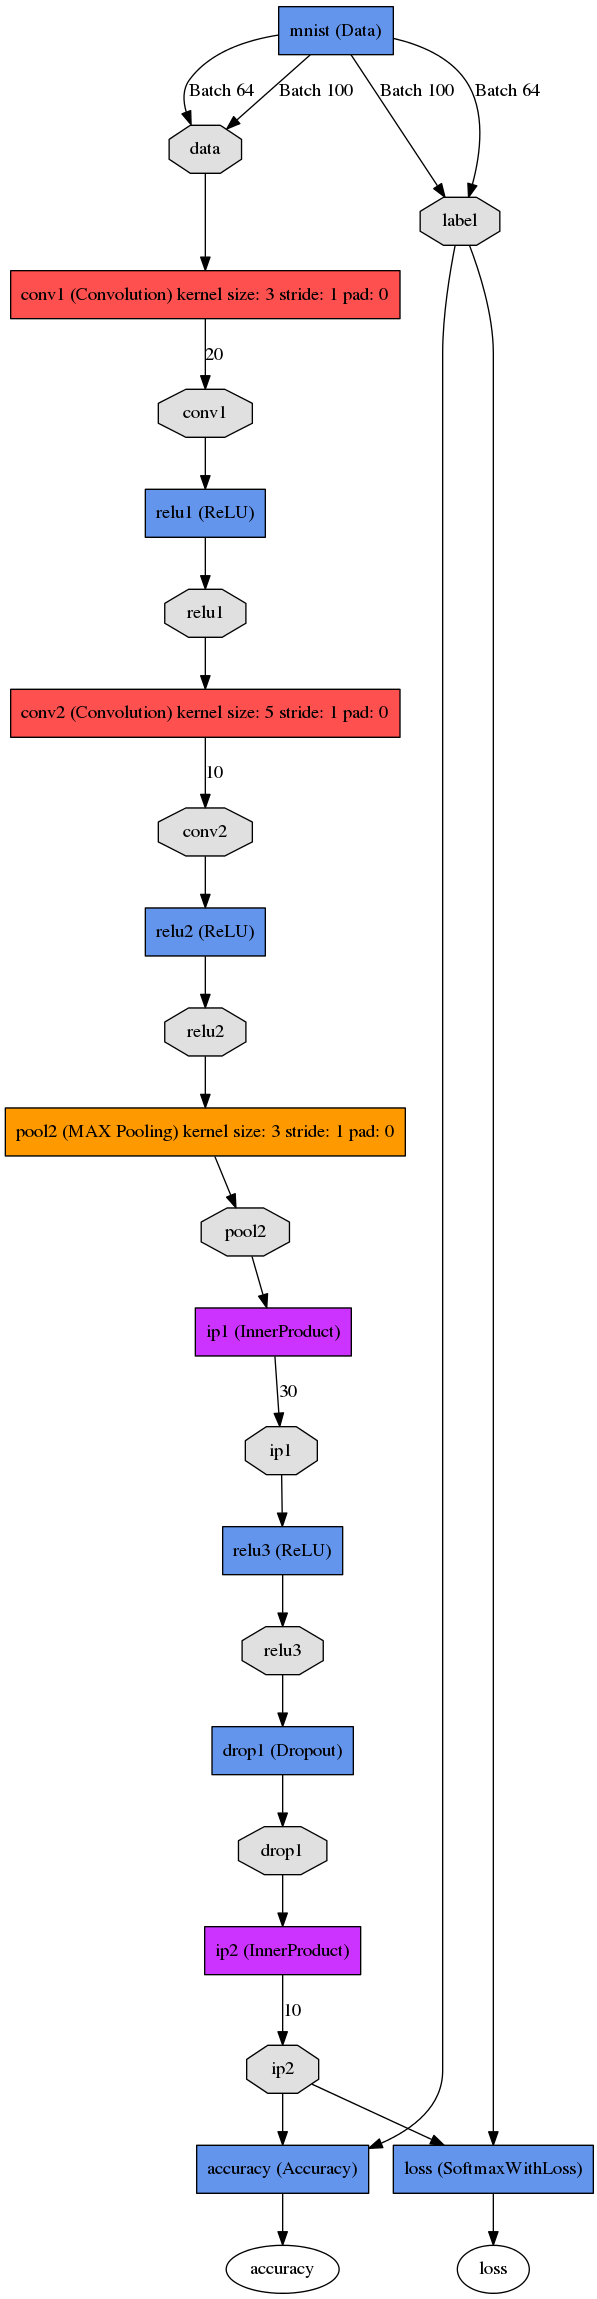 mnist (Data)
Batch 64
Batch 100
Batch 100
Batch 64
data
label
conv1 (Convolution) kernel size: 3 stride: 1 pad: 0
20
conv1
relu1 (ReLU)
relu1
conv2 (Convolution) kernel size: 5 stride: 1 pad: 0
10
conv2
relu2 (ReLU)
relu2
pool2 (MAX Pooling) kernel size: 3 stride: 1 pad: 0
pool2
ip1 (InnerProduct)
30
ip1
relu3 (ReLU)
relu3
drop1 (Dropout)
drop1
ip2 (InnerProduct)
10
ip2
accuracy (Accuracy)
loss (SoftmaxWithLoss)
accuracy
loss